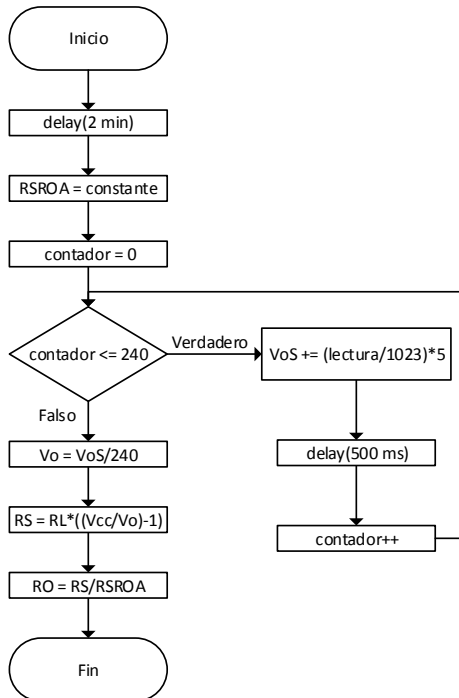 Inicio
delay(2 min)
RSROA = constante
contador = 0
contador <= 240
Verdadero
VoS += (lectura/1023)*5
delay(500 ms)
contador++
Falso
Vo = VoS/240
RS = RL*((Vcc/Vo)-1)
RO = RS/RSROA
Fin